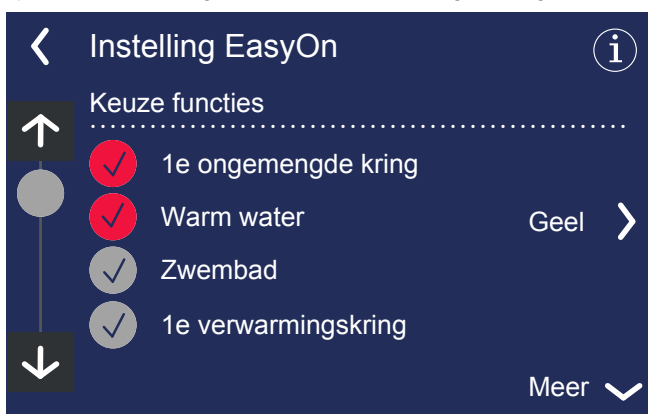 Instelling EasyOn
i
Keuze functies
1e ongemengde kring
Warm water
Geel
Zwembad
1e verwarmingskring
Meer